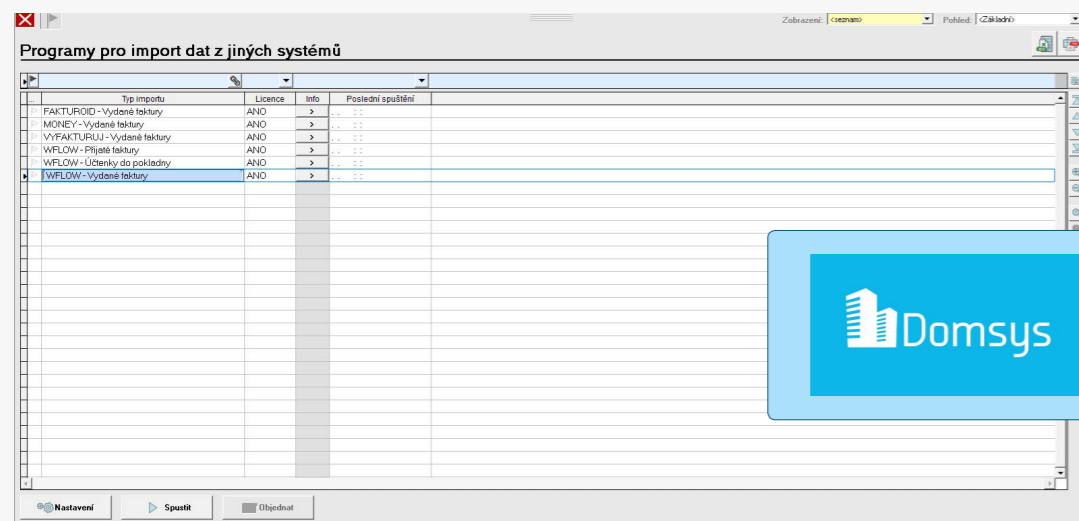 Zobrazení: <seznam> Pohled: <Základní>
Programy pro import dat z jiných systémů
... Typ importu Licence Info Poslední spuštění
FAKTUROID - Vydané faktury ANO > . . : :
MONEY - Vydané faktury ANO > . . : :
VYFAKTURUJ - Vydané faktury ANO > . . : :
WFLOW - Přijaté faktury ANO > . . : :
WFLOW - Účtenky do pokladny ANO > . . : :
WFLOW - Vydané faktury ANO > . . : :
Domsys
Nastavení Spustit Objednat